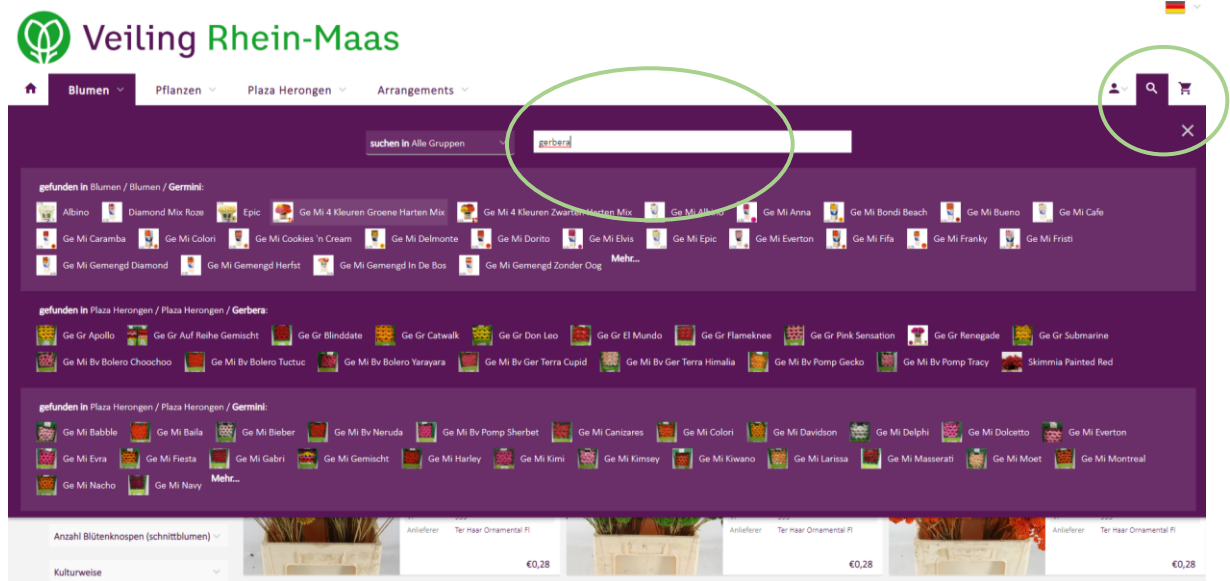 Veiling Rhein-Maas
Blumen Pflanzen Plaza Herongen Arrangements
suchen in Alle Gruppen gerbera
gefunden in Blumen / Blumen / Germini:
Albino Diamond Mix Roze Epic Ge Mi 4 Kleuren Groene Harten Mix Ge Mi 4 Kleuren Zwarten Harten Mix Ge Mi Albino Ge Mi Anna Ge Mi Bondi Beach Ge Mi Bueno Ge Mi Cafe
Ge Mi Caramba Ge Mi Colori Ge Mi Cookies 'n Cream Ge Mi Delmonte Ge Mi Dorito Ge Mi Elvis Ge Mi Epic Ge Mi Everton Ge Mi Fifa Ge Mi Franky Ge Mi Fristi
Ge Mi Gemengd Diamond Ge Mi Gemengd Herfst Ge Mi Gemengd In De Bos Ge Mi Gemengd Zonder Oog Mehr...
gefunden in Plaza Herongen / Plaza Herongen / Gerbera:
Ge Gr Apollo Ge Gr Auf Reihe Gemischt Ge Gr Blinddate Ge Gr Catwalk Ge Gr Don Leo Ge Gr El Mundo Ge Gr Flameknee Ge Gr Pink Sensation Ge Gr Renegade Ge Gr Submarine
Ge Mi Bv Bolero Choochoo Ge Mi Bv Bolero Tuctuc Ge Mi Bv Bolero Yarayara Ge Mi Bv Ger Terra Cupid Ge Mi Bv Ger Terra Himalia Ge Mi Bv Pomp Gecko Ge Mi Bv Pomp Tracy Skimmia Painted Red
gefunden in Plaza Herongen / Plaza Herongen / Germini:
Ge Mi Babble Ge Mi Baila Ge Mi Bieber Ge Mi Bv Neruda Ge Mi Bv Pomp Sherbet Ge Mi Canizares Ge Mi Colori Ge Mi Davidson Ge Mi Delphi Ge Mi Dolcetto Ge Mi Everton
Ge Mi Evra Ge Mi Fiesta Ge Mi Gabri Ge Mi Gemischt Ge Mi Harley Ge Mi Kimi Ge Mi Kimsey Ge Mi Kiwano Ge Mi Larissa Ge Mi Masserati Ge Mi Moet Ge Mi Montreal
Ge Mi Nacho Ge Mi Navy Mehr...
Anzahl Blütenknospen (schnittblumen) Anlieferer Ter Haar Ornamental Fl Anlieferer Ter Haar Ornamental Fl Anlieferer Ter Haar Ornamental Fl
€0,28 €0,28 €0,28
Kulturweise